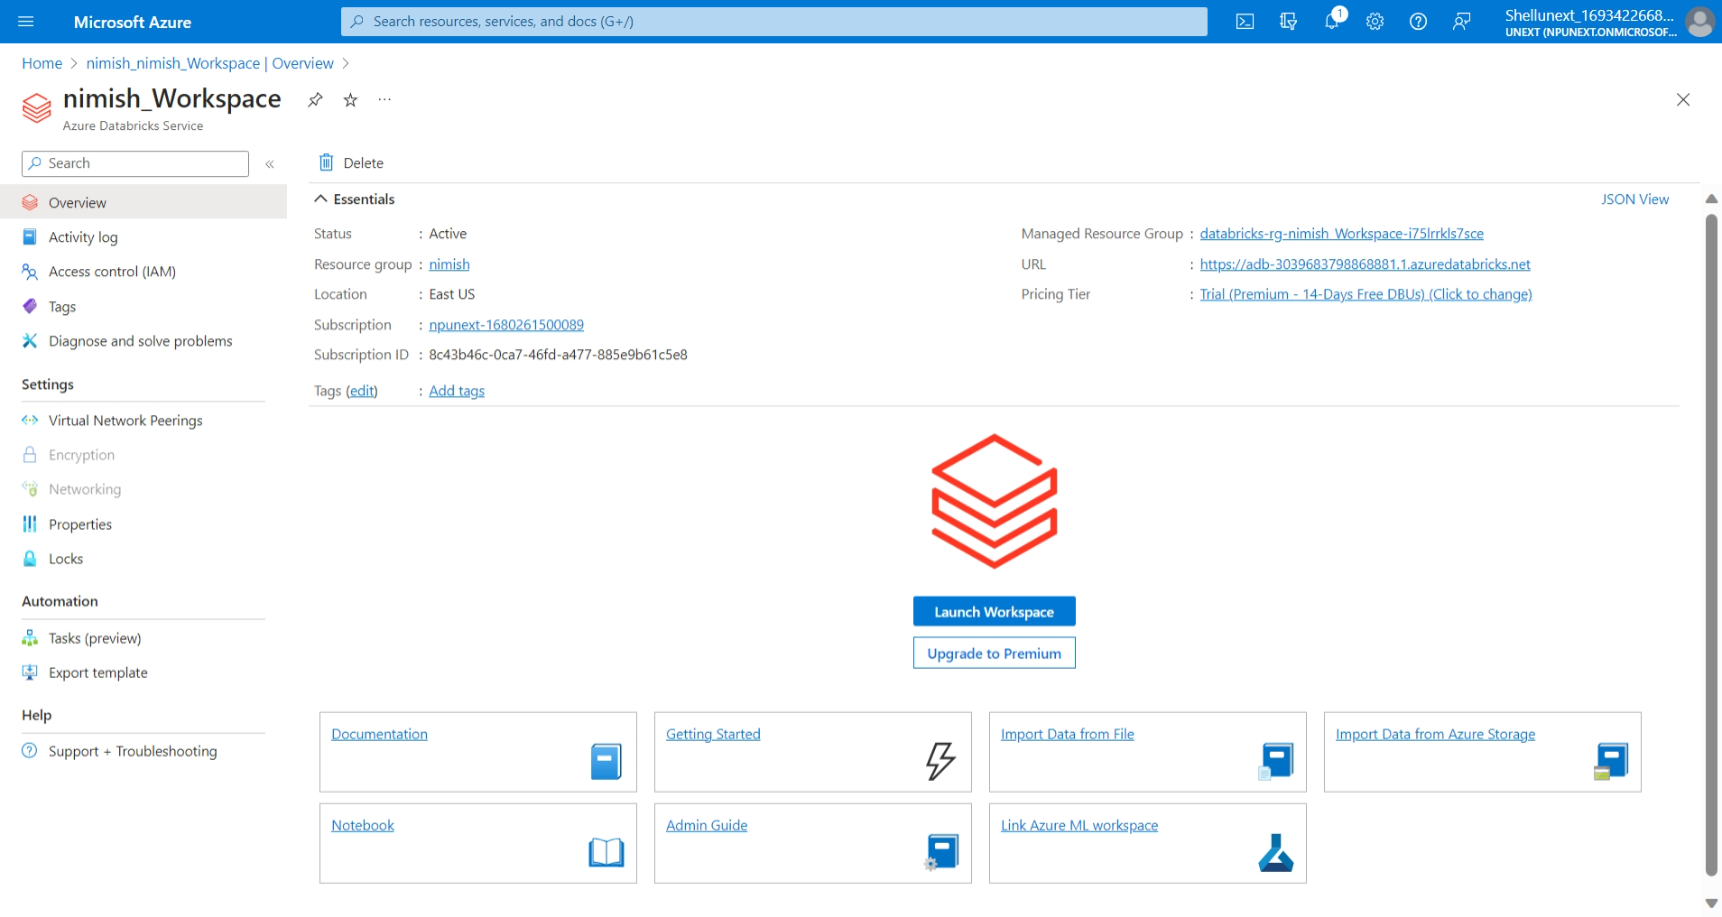 Microsoft Azure
Search resources, services, and docs (G+/)
1
Shellunext_1693422668...
UNEXT (NPUNEXT.ONMICROSOF...
Home > nimish_nimish_Workspace | Overview >
nimish_Workspace
Azure Databricks Service
Search
«
Overview
Activity log
Access control (IAM)
Tags
Diagnose and solve problems
Settings
Virtual Network Peerings
Encryption
Networking
Properties
Locks
Automation
Tasks (preview)
Export template
Help
Support + Troubleshooting
Delete
Essentials
JSON View
Status : Active
Resource group : nimish
Location : East US
Subscription : npunext-1680261500089
Subscription ID : 8c43b46c-0ca7-46fd-a477-885e9b61c5e8
Tags (edit) : Add tags
Managed Resource Group : databricks-rg-nimish_Workspace-i75lrrkls7sce
URL : https://adb-3039683798868881.1.azuredatabricks.net
Pricing Tier : Trial (Premium - 14-Days Free DBUs) (Click to change)
Launch Workspace
Upgrade to Premium
Documentation
Getting Started
Import Data from File
Import Data from Azure Storage
Notebook
Admin Guide
Link Azure ML workspace